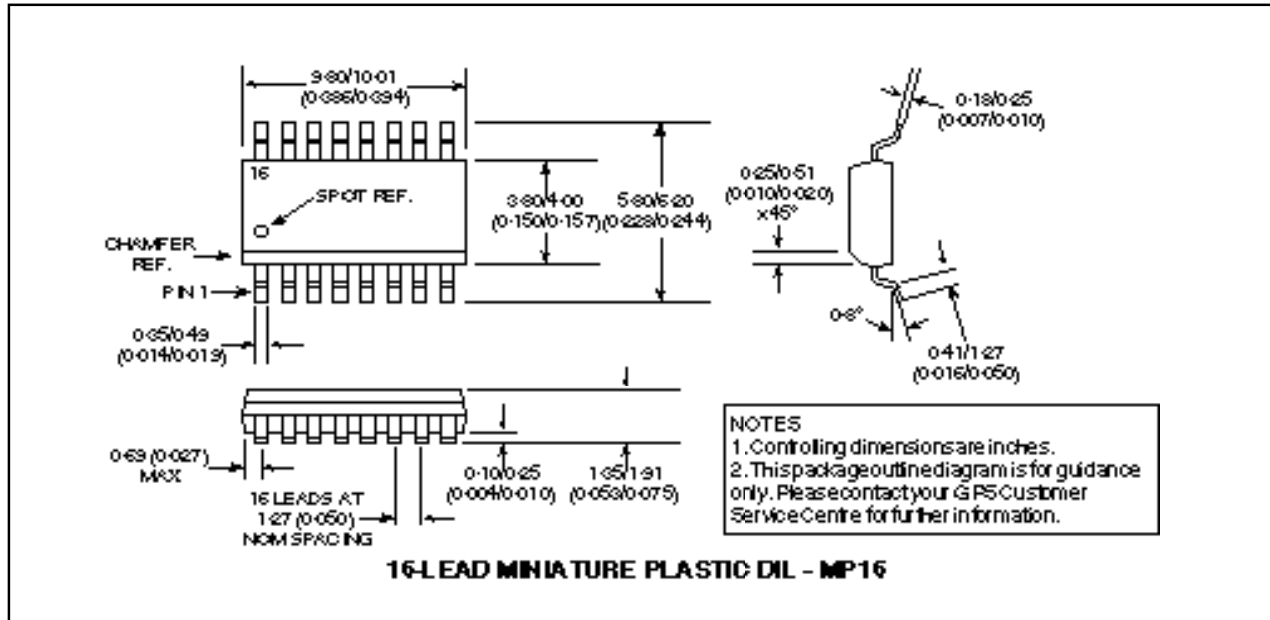 9·80/10·01
(0·386/0·394)
16
SPOT REF.
CHAMFER
REF.
PIN 1
0·35/0·49
(0·014/0·019)
3·80/4·00
(0·150/0·157)
5·80/6·20
(0·228/0·244)
0·25/0·51
(0·010/0·020)
×45°
0·18/0·25
(0·007/0·010)
0-8°
0·41/1·27
(0·016/0·050)
0·69 (0·027)
MAX
16 LEADS AT
1·27 (0·050)
NOM SPACING
0·10/0·25
(0·004/0·010)
1·35/1·91
(0·053/0·075)
NOTES
1. Controlling dimensions are inches.
2. This package outline diagram is for guidance
only. Please contact your GPS Customer
Service Centre for further information.
16-LEAD MINIATURE PLASTIC DIL - MP16